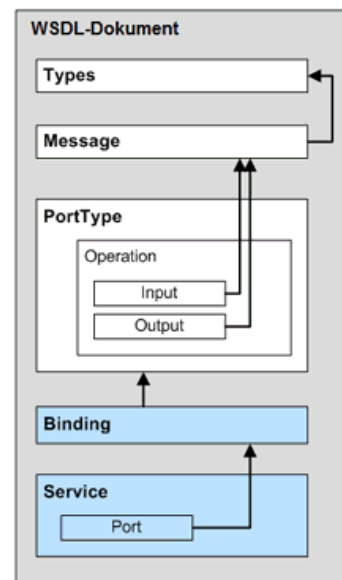 WSDL-Dokument
Types
Message
PortType
Operation
Input
Output
Binding
Service
Port